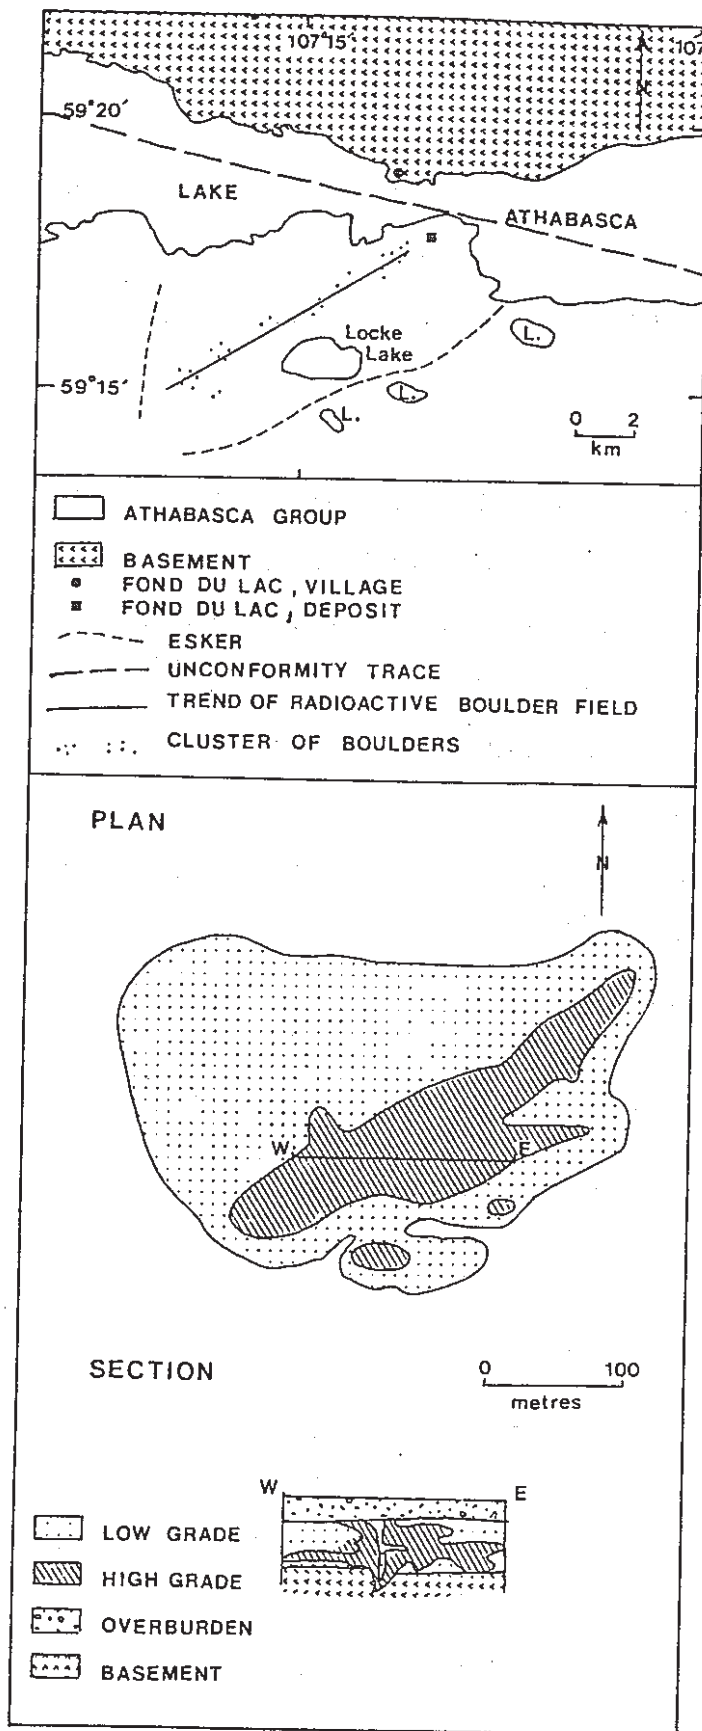 107°15′
107
N
59°20′
LAKE
ATHABASCA
Locke
Lake
L.
59°15′
L.
L.
0 2
km
ATHABASCA GROUP
BASEMENT
FOND DU LAC, VILLAGE
FOND DU LAC, DEPOSIT
ESKER
UNCONFORMITY TRACE
TREND OF RADIOACTIVE BOULDER FIELD
CLUSTER OF BOULDERS
PLAN
N
W
E
SECTION
0 100
metres
W
E
LOW GRADE
HIGH GRADE
OVERBURDEN
BASEMENT